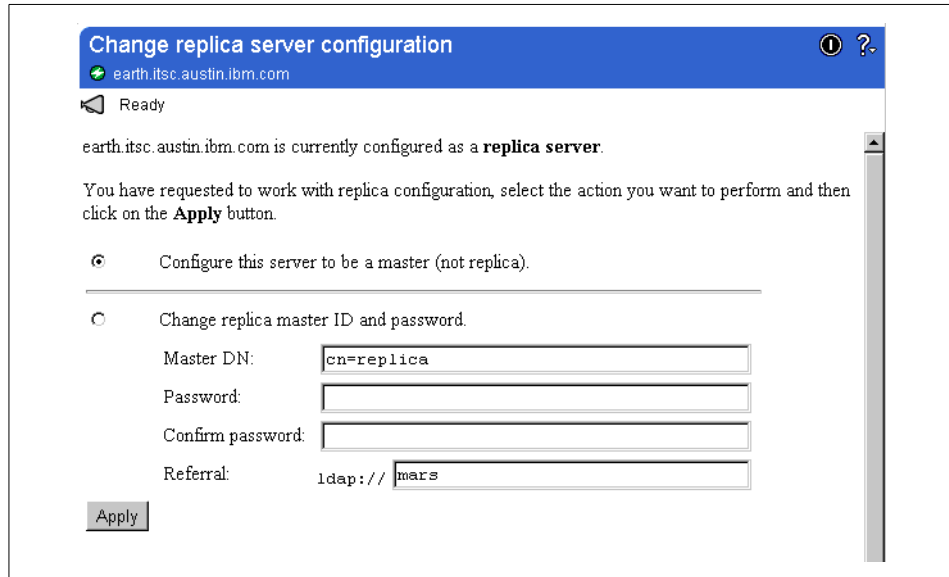 Change replica server configuration
earth.itsc.austin.ibm.com
Ready
earth.itsc.austin.ibm.com is currently configured as a replica server.
You have requested to work with replica configuration, select the action you want to perform and then
click on the Apply button.
Configure this server to be a master (not replica).
Change replica master ID and password.
Master DN: cn=replica
Password:
Confirm password:
Referral: ldap:// mars
Apply